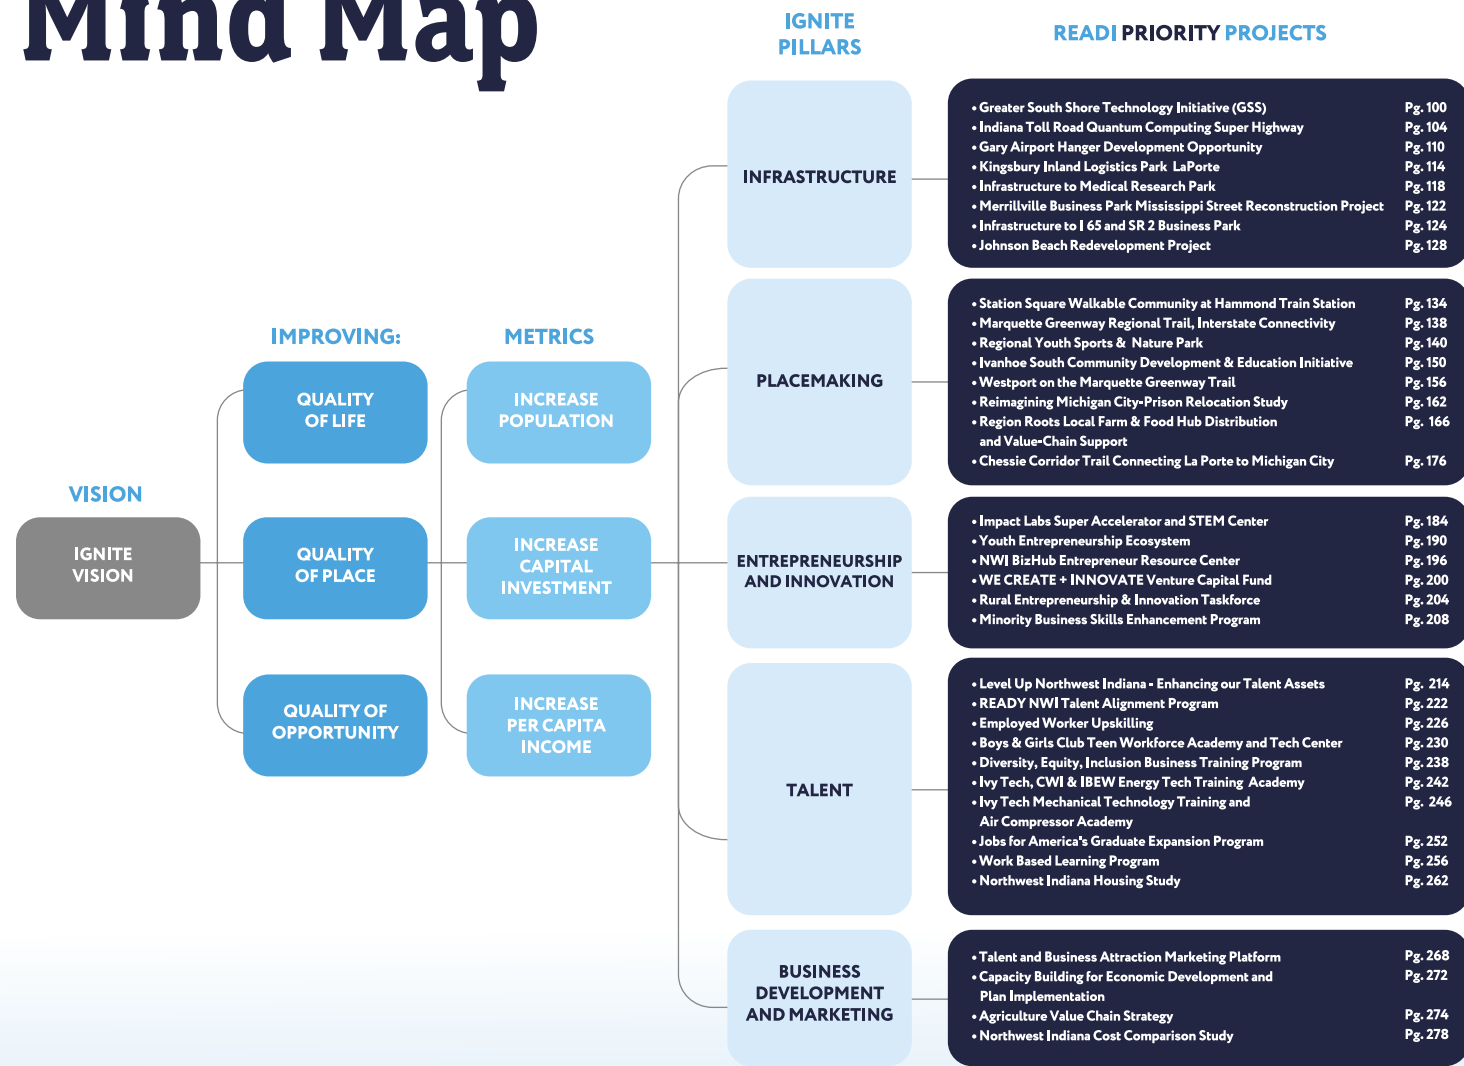 Mind Map
IGNITE
PILLARS
READI PRIORITY PROJECTS
VISION
IGNITE
VISION
IMPROVING:
QUALITY
OF LIFE
QUALITY
OF PLACE
QUALITY OF
OPPORTUNITY
METRICS
INCREASE
POPULATION
INCREASE
CAPITAL
INVESTMENT
INCREASE
PER CAPITA
INCOME
INFRASTRUCTURE
• Greater South Shore Technology Initiative (GSS) Pg. 100
• Indiana Toll Road Quantum Computing Super Highway Pg. 104
• Gary Airport Hanger Development Opportunity Pg. 110
• Kingsbury Inland Logistics Park LaPorte Pg. 114
• Infrastructure to Medical Research Park Pg. 118
• Merrillville Business Park Mississippi Street Reconstruction Project Pg. 122
• Infrastructure to I 65 and SR 2 Business Park Pg. 124
• Johnson Beach Redevelopment Project Pg. 128
PLACEMAKING
• Station Square Walkable Community at Hammond Train Station Pg. 134
• Marquette Greenway Regional Trail, Interstate Connectivity Pg. 138
• Regional Youth Sports & Nature Park Pg. 140
• Ivanhoe South Community Development & Education Initiative Pg. 150
• Westport on the Marquette Greenway Trail Pg. 156
• Reimagining Michigan City-Prison Relocation Study Pg. 162
• Region Roots Local Farm & Food Hub Distribution Pg. 166
and Value-Chain Support
• Chessie Corridor Trail Connecting La Porte to Michigan City Pg. 176
ENTREPRENEURSHIP
AND INNOVATION
• Impact Labs Super Accelerator and STEM Center Pg. 184
• Youth Entrepreneurship Ecosystem Pg. 190
• NWI BizHub Entrepreneur Resource Center Pg. 196
• WE CREATE + INNOVATE Venture Capital Fund Pg. 200
• Rural Entrepreneurship & Innovation Taskforce Pg. 204
• Minority Business Skills Enhancement Program Pg. 208
TALENT
• Level Up Northwest Indiana - Enhancing our Talent Assets Pg. 214
• READY NWI Talent Alignment Program Pg. 222
• Employed Worker Upskilling Pg. 226
• Boys & Girls Club Teen Workforce Academy and Tech Center Pg. 230
• Diversity, Equity, Inclusion Business Training Program Pg. 238
• Ivy Tech, CWI & IBEW Energy Tech Training Academy Pg. 242
• Ivy Tech Mechanical Technology Training and Pg. 246
Air Compressor Academy
• Jobs for America's Graduate Expansion Program Pg. 252
• Work Based Learning Program Pg. 256
• Northwest Indiana Housing Study Pg. 262
BUSINESS
DEVELOPMENT
AND MARKETING
• Talent and Business Attraction Marketing Platform Pg. 268
• Capacity Building for Economic Development and Pg. 272
Plan Implementation
• Agriculture Value Chain Strategy Pg. 274
• Northwest Indiana Cost Comparison Study Pg. 278